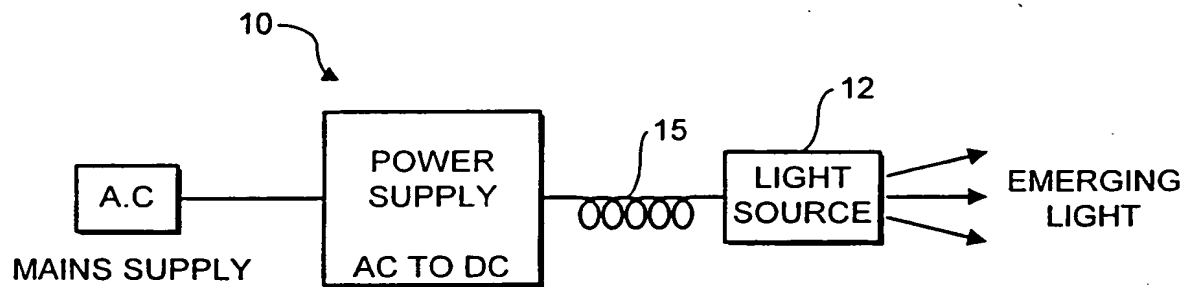 10
12
15
A.C
MAINS SUPPLY
POWER
SUPPLY
AC TO DC
LIGHT
SOURCE
EMERGING
LIGHT